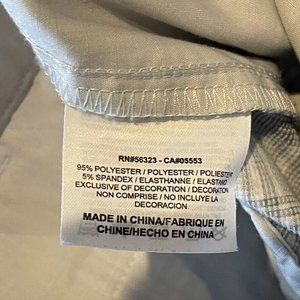 RN#56323 - CA#05553
95% POLYESTER / POLYESTER / POLIESTER
5% SPANDEX / ELASTHANNE / ELASTANO
EXCLUSIVE OF DECORATION / DECORATION
NON COMPRISE / NO INCLUYE LA
DECORACION
MADE IN CHINA/FABRIQUE EN
CHINE/HECHO EN CHINA